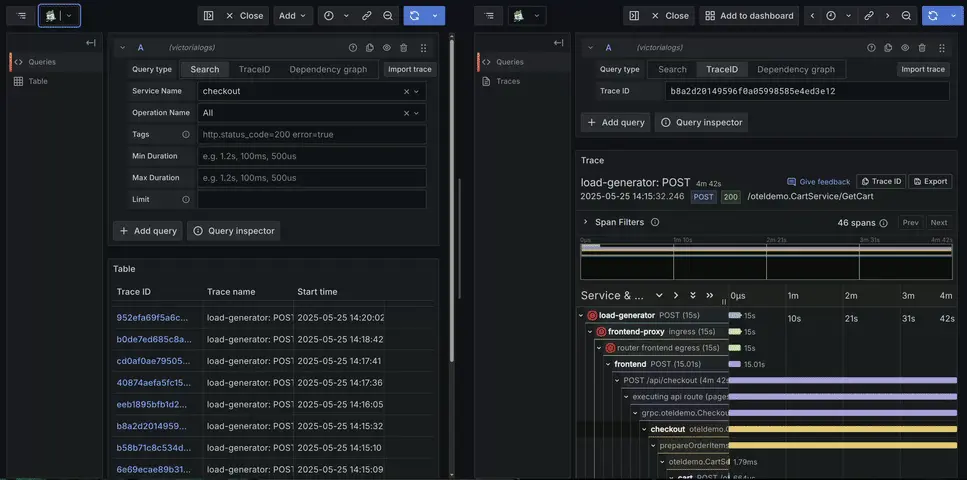 Close
Add
Queries
Table
A
(victorialogs)
Query type
Search
TraceID
Dependency graph
Import trace
Service Name
checkout
Operation Name
All
Tags
http.status_code=200 error=true
Min Duration
e.g. 1.2s, 100ms, 500us
Max Duration
e.g. 1.2s, 100ms, 500us
Limit
+ Add query
Query inspector
Table
Trace ID
Trace name
Start time
952efa69f5a6c...
load-generator: POST
2025-05-25 14:20:02
b0de7ed685c8a...
load-generator: POST
2025-05-25 14:18:42
cd0af0ae79505...
load-generator: POST
2025-05-25 14:17:41
40874aefa5fc15...
load-generator: POST
2025-05-25 14:17:36
eeb1895bfb1d2...
load-generator: POST
2025-05-25 14:16:05
b8a2d2014959...
load-generator: POST
2025-05-25 14:15:32
b58b71c8c534d...
load-generator: POST
2025-05-25 14:15:10
6e69ecae89b31...
load-generator: POST
2025-05-25 14:15:09
Close
Add to dashboard
Queries
Traces
A
(victorialogs)
Query type
Search
TraceID
Dependency graph
Import trace
Trace ID
b8a2d20149596f0a05998585e4ed3e12
+ Add query
Query inspector
Trace
load-generator: POST 4m 42s
Give feedback
Trace ID
Export
2025-05-25 14:15:32.246
POST
200
/oteldemo.CartService/GetCart
Span Filters
46 spans
Prev
Next
0μs
1m 10s
2m 21s
3m 31s
4m 42s
Service & ...
0μs
1m
2m
3m
4m
10s
21s
31s
42s
load-generator POST (15s)
15s
frontend-proxy ingress (15s)
15s
router frontend egress (15s)
15s
frontend POST (15.01s)
15.01s
POST /api/checkout (4m 42s
executing api route (pages
grpc.oteldemo.Checkou
checkout oteldemo.C
prepareOrderItems
oteldemo.CartSe
1.79ms
cart POST /o